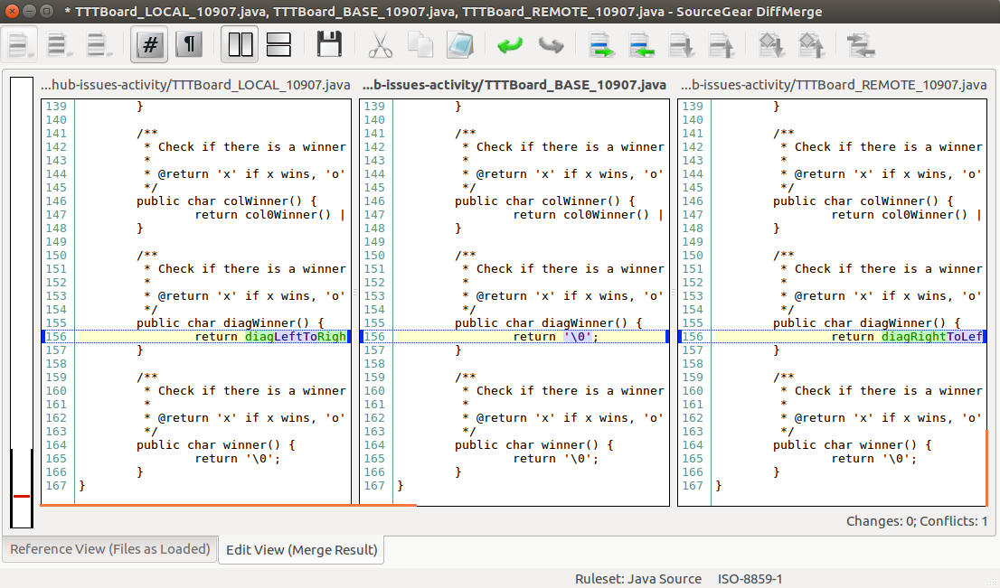 * TTTBoard_LOCAL_10907.java, TTTBoard_BASE_10907.java, TTTBoard_REMOTE_10907.java - SourceGear DiffMerge
# ¶
...hub-issues-activity/TTTBoard_LOCAL_10907.java
139 }
140
141 /**
142 * Check if there is a winner
143 *
144 * @return 'x' if x wins, 'o'
145 */
146 public char colWinner() {
147 return col0Winner() |
148 }
149
150 /**
151 * Check if there is a winner
152 *
153 * @return 'x' if x wins, 'o'
154 */
155 public char diagWinner() {
156 return diagLeftToRigh
157 }
158
159 /**
160 * Check if there is a winner
161 *
162 * @return 'x' if x wins, 'o'
163 */
164 public char winner() {
165 return '\0';
166 }
167 }
...b-issues-activity/TTTBoard_BASE_10907.java
139 }
140
141 /**
142 * Check if there is a winner
143 *
144 * @return 'x' if x wins, 'o'
145 */
146 public char colWinner() {
147 return col0Winner() |
148 }
149
150 /**
151 * Check if there is a winner
152 *
153 * @return 'x' if x wins, 'o'
154 */
155 public char diagWinner() {
156 return '\0';
157 }
158
159 /**
160 * Check if there is a winner
161 *
162 * @return 'x' if x wins, 'o'
163 */
164 public char winner() {
165 return '\0';
166 }
167 }
...b-issues-activity/TTTBoard_REMOTE_10907.java
139 }
140
141 /**
142 * Check if there is a winner
143 *
144 * @return 'x' if x wins, 'o'
145 */
146 public char colWinner() {
147 return col0Winner() |
148 }
149
150 /**
151 * Check if there is a winner
152 *
153 * @return 'x' if x wins, 'o'
154 */
155 public char diagWinner() {
156 return diagRightToLef
157 }
158
159 /**
160 * Check if there is a winner
161 *
162 * @return 'x' if x wins, 'o'
163 */
164 public char winner() {
165 return '\0';
166 }
167 }
Changes: 0; Conflicts: 1
Reference View (Files as Loaded)
Edit View (Merge Result)
Ruleset: Java Source ISO-8859-1